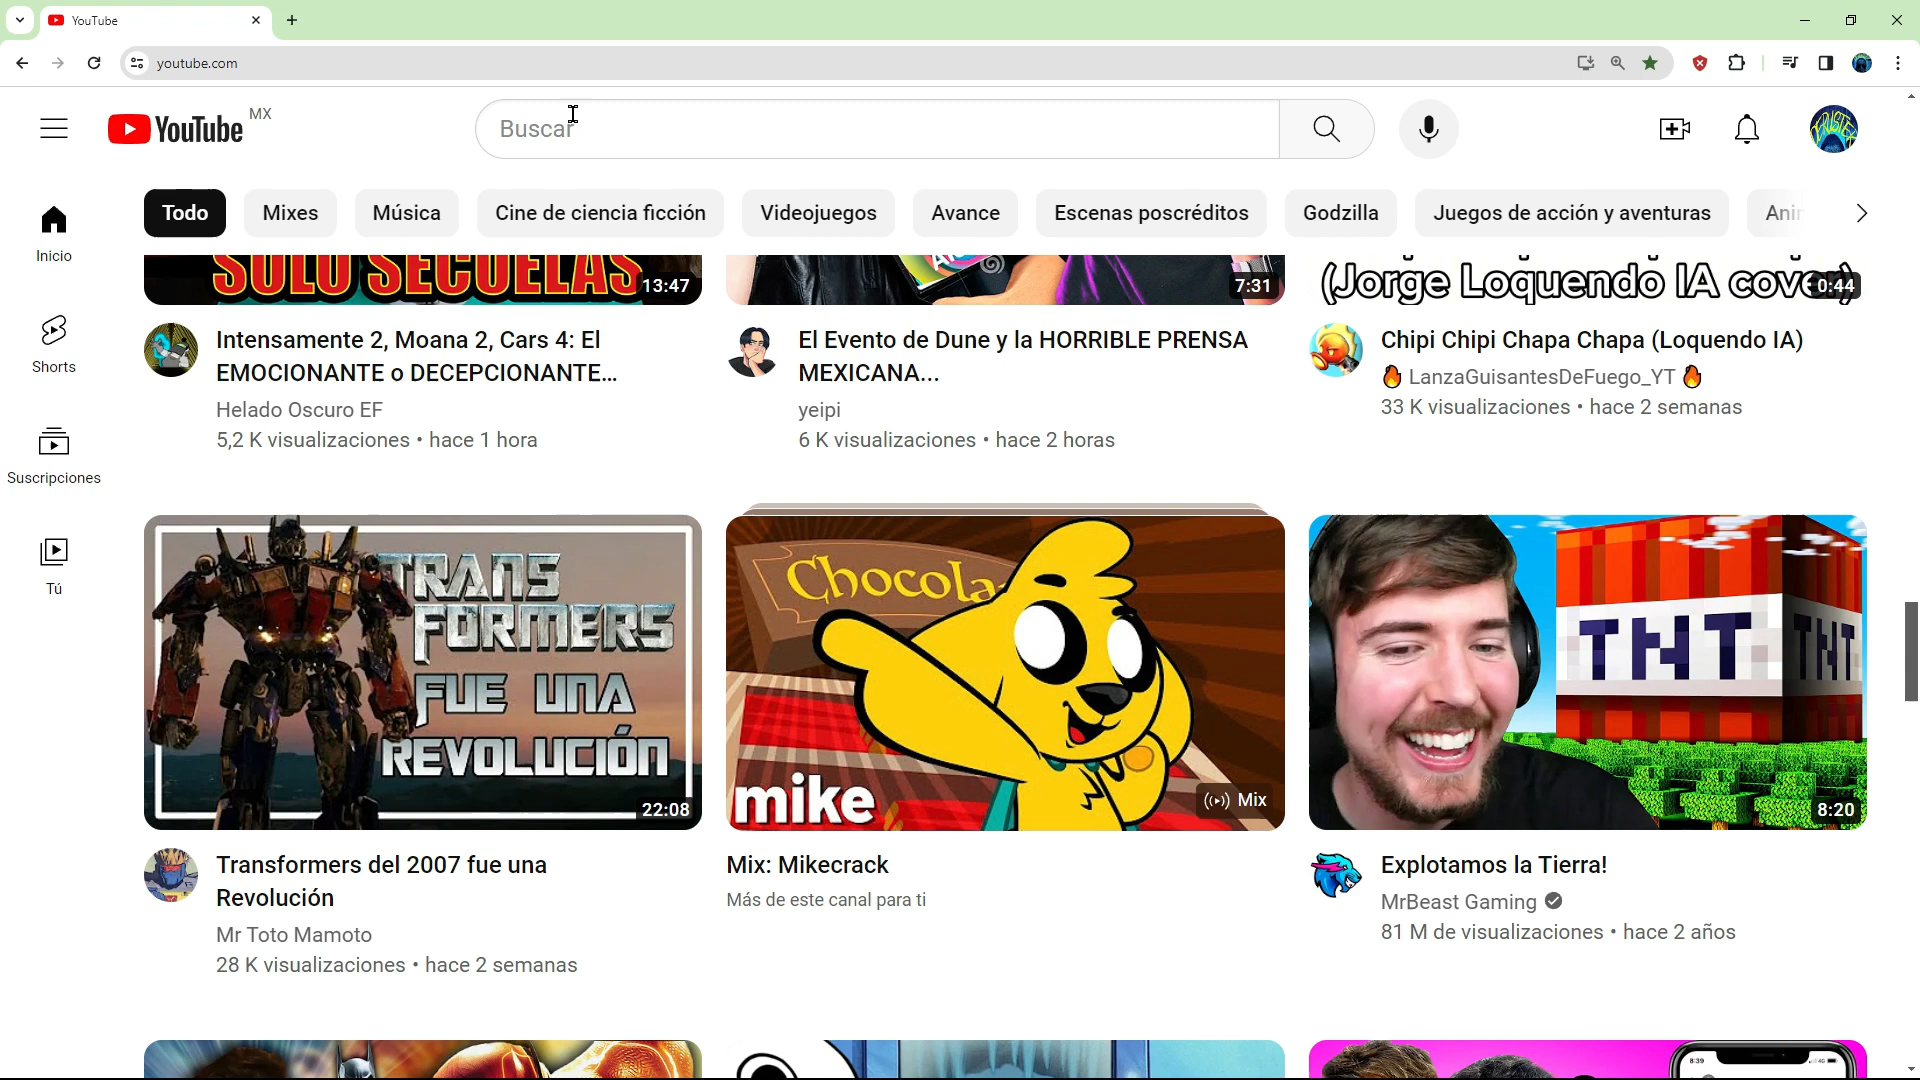 YouTube
youtube.com
YouTube MX
Buscar
Todo
Mixes
Música
Cine de ciencia ficción
Videojuegos
Avance
Escenas poscréditos
Godzilla
Juegos de acción y aventuras
Inicio
Shorts
Suscripciones
Tú
SOLO SECUELAS
13:47
7:31
(Jorge Loquendo IA cover)
0:44
Intensamente 2, Moana 2, Cars 4: El
EMOCIONANTE o DECEPCIONANTE...
Helado Oscuro EF
5,2 K visualizaciones • hace 1 hora
El Evento de Dune y la HORRIBLE PRENSA
MEXICANA...
yeipi
6 K visualizaciones • hace 2 horas
Chipi Chipi Chapa Chapa (Loquendo IA)
🔥 LanzaGuisantesDeFuego_YT 🔥
33 K visualizaciones • hace 2 semanas
TRANS
FORMERS
FUE UNA
REVOLUCIÓN
22:08
Chocola
mike
Mix
TNT
TNT
8:20
Transformers del 2007 fue una
Revolución
Mr Toto Mamoto
28 K visualizaciones • hace 2 semanas
Mix: Mikecrack
Más de este canal para ti
Explotamos la Tierra!
MrBeast Gaming
81 M de visualizaciones • hace 2 años
8:39